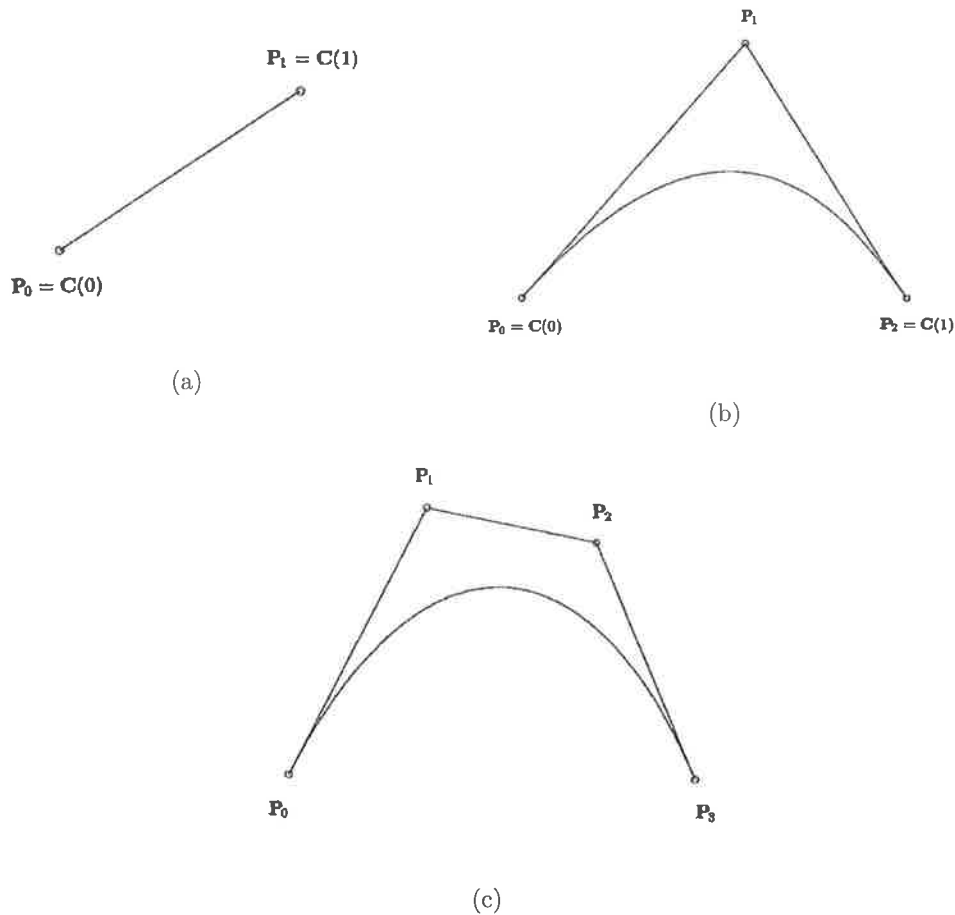 P₁ = C(1)
P₀ = C(0)
(a)
P₁
P₀ = C(0)
P₂ = C(1)
(b)
P₁
P₂
P₀
P₃
(c)